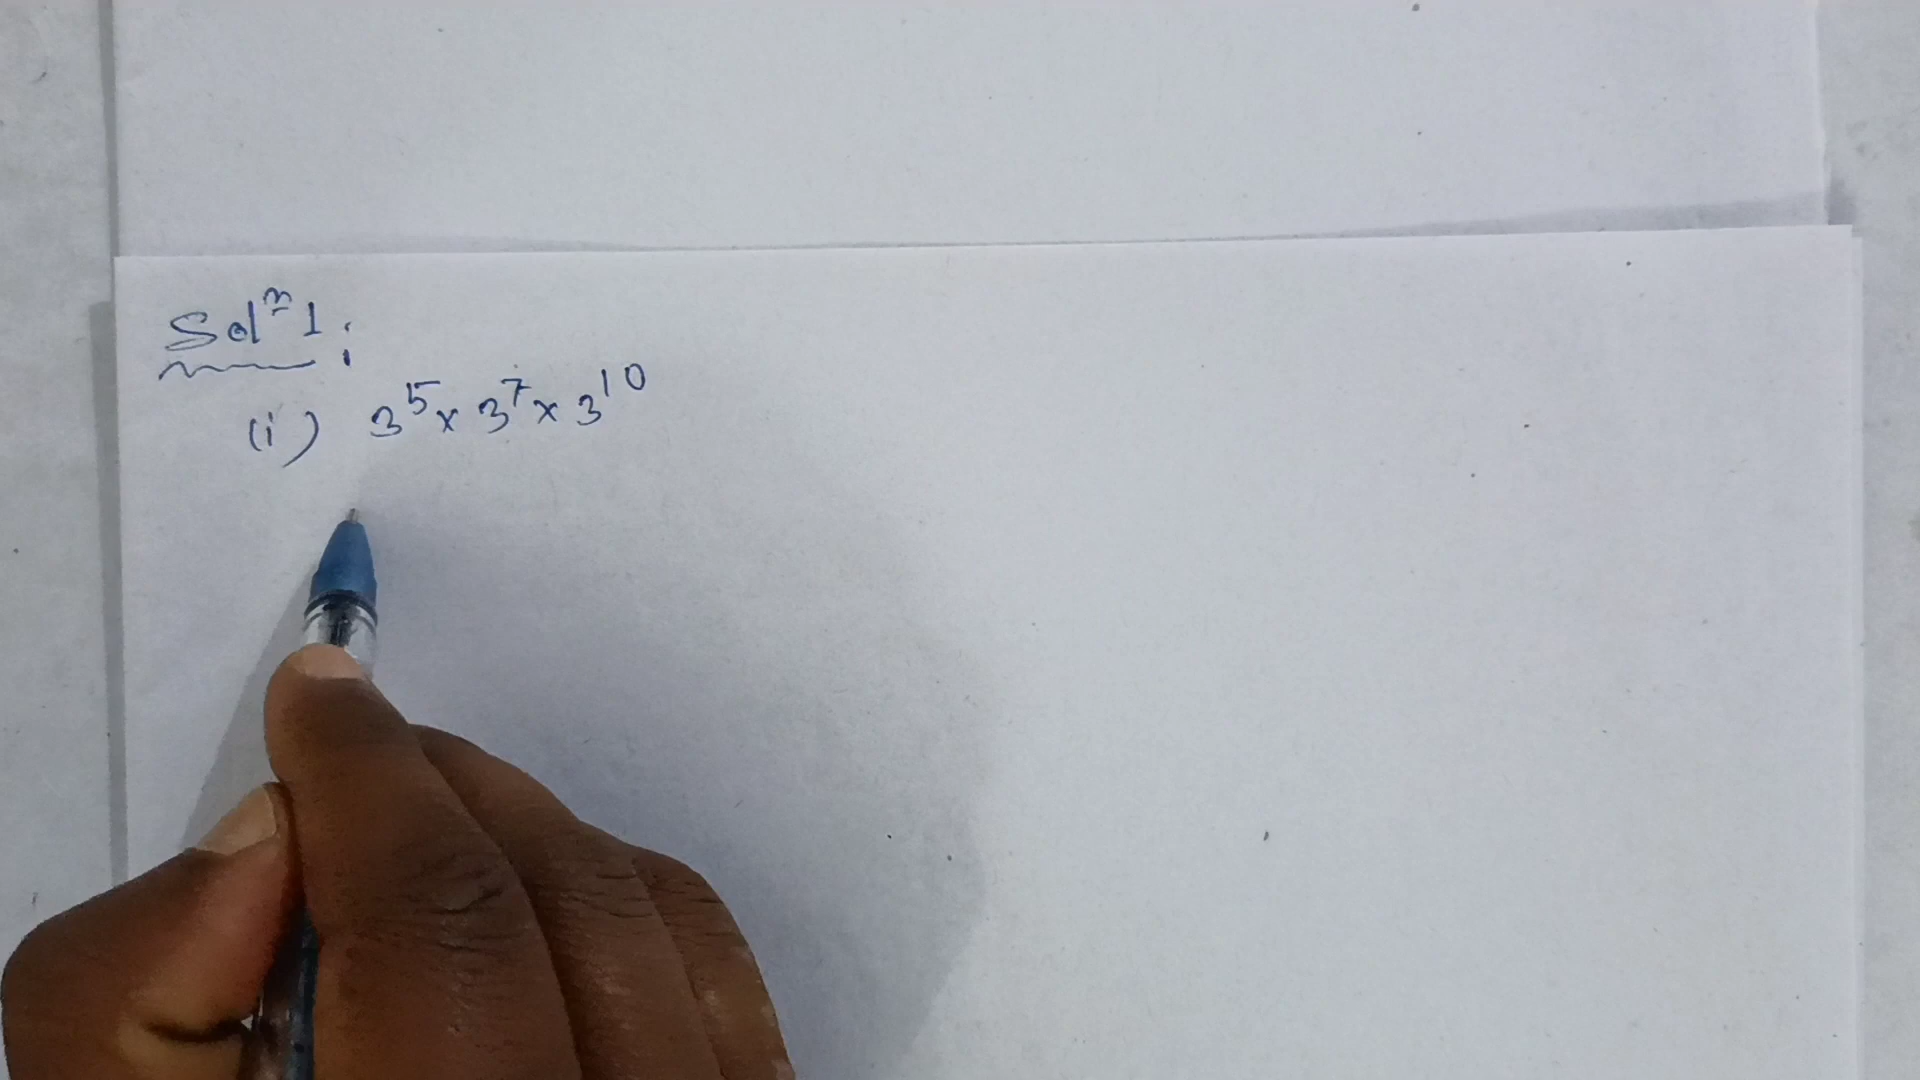 Solⁿ 1:
(i) 3⁵ x 3⁷ x 3¹⁰